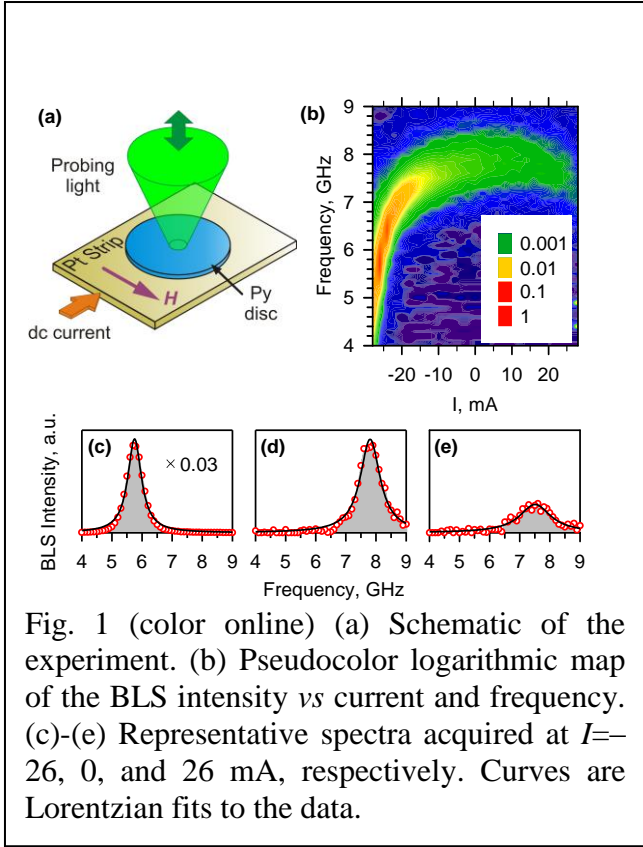 (a)
Probing
light
Pt Strip
H
Py
disc
dc current
(b)
Frequency, GHz
9
8
7
6
5
4
0.001
0.01
0.1
1
-20 -10 0 10 20
I, mA
BLS Intensity, a.u.
(c)
× 0.03
(d)
(e)
4 5 6 7 8 9 4 5 6 7 8 9 4 5 6 7 8 9
Frequency, GHz
Fig. 1 (color online) (a) Schematic of the
experiment. (b) Pseudocolor logarithmic map
of the BLS intensity vs current and frequency.
(c)-(e) Representative spectra acquired at I=–
26, 0, and 26 mA, respectively. Curves are
Lorentzian fits to the data.